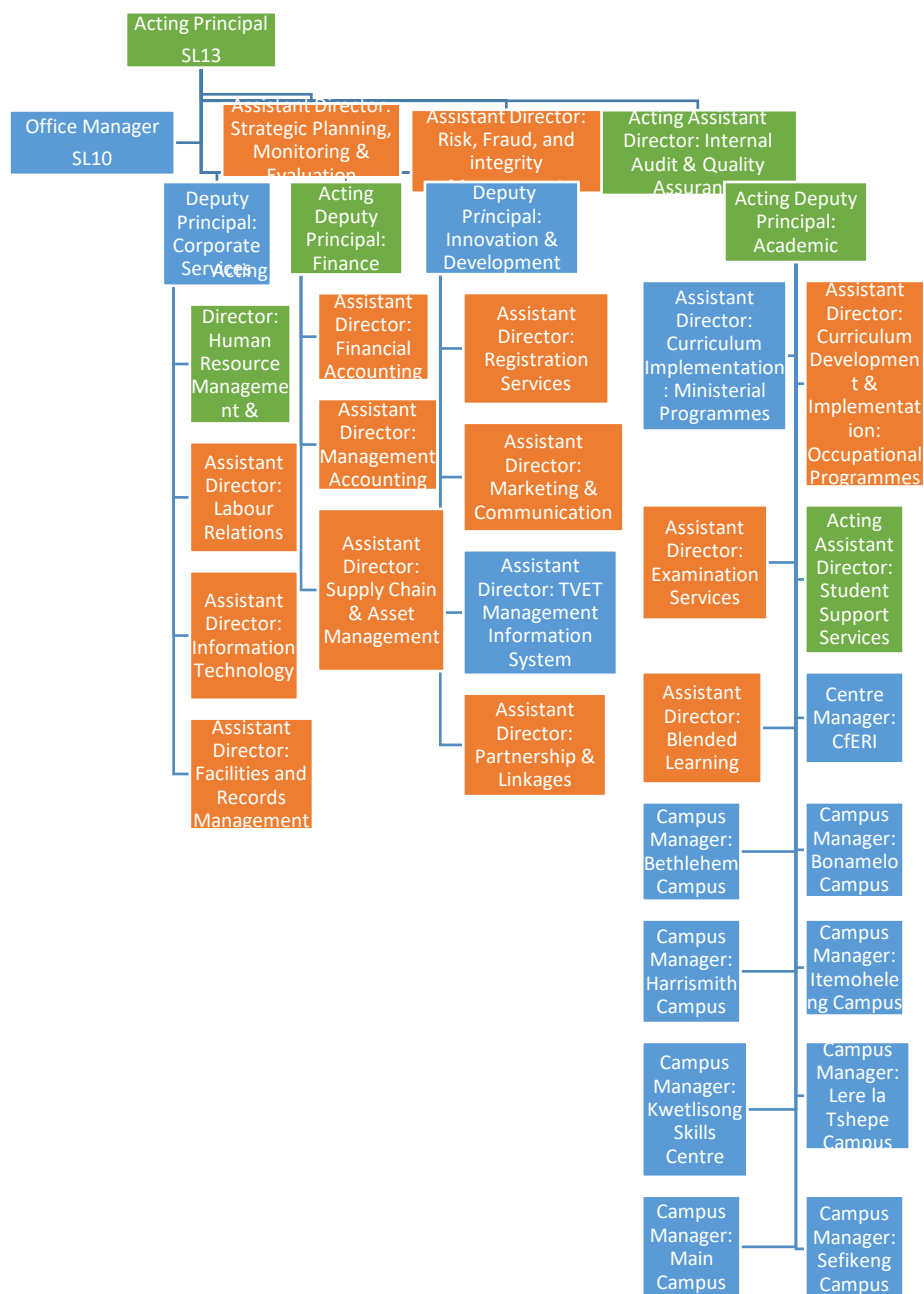 Acting Principal
SL13
Office Manager
SL10
Assistant Director:
Strategic Planning,
Monitoring &
Evaluation
Assistant Director:
Risk, Fraud, and
integrity
Acting Assistant
Director: Internal
Audit & Quality
Deputy
Principal:
Corporate
Services
Acting
Deputy
Principal:
Finance
Deputy
Principal:
Innovation &
Development
Acting Deputy
Principal:
Academic
Acting
Director:
Human
Resource
Manageme
nt &
Assistant
Director:
Labour
Relations
Assistant
Director:
Information
Technology
Assistant
Director:
Facilities and
Records
Management
Assistant
Director:
Financial
Accounting
Assistant
Director:
Management
Accounting
Assistant
Director:
Supply Chain
& Asset
Management
Assistant
Director:
Registration
Services
Assistant
Director:
Marketing &
Communication
Assistant
Director: TVET
Management
Information
System
Assistant
Director:
Partnership &
Linkages
Assistant
Director:
Curriculum
Implementation
: Ministerial
Programmes
Assistant
Director:
Curriculum
Developmen
t &
Implementat
ion:
Occupational
Programmes
Assistant
Director:
Examination
Services
Acting
Assistant
Director:
Student
Support
Services
Assistant
Director:
Blended
Learning
Centre
Manager:
CfERI
Campus
Manager:
Bethlehem
Campus
Campus
Manager:
Bonamelo
Campus
Campus
Manager:
Harrismith
Campus
Campus
Manager:
Itemohele
ng Campus
Campus
Manager:
Kwetlisong
Skills
Centre
Campus
Manager:
Lere la
Tshepe
Campus
Campus
Manager:
Main
Campus
Campus
Manager:
Sefikeng
Campus